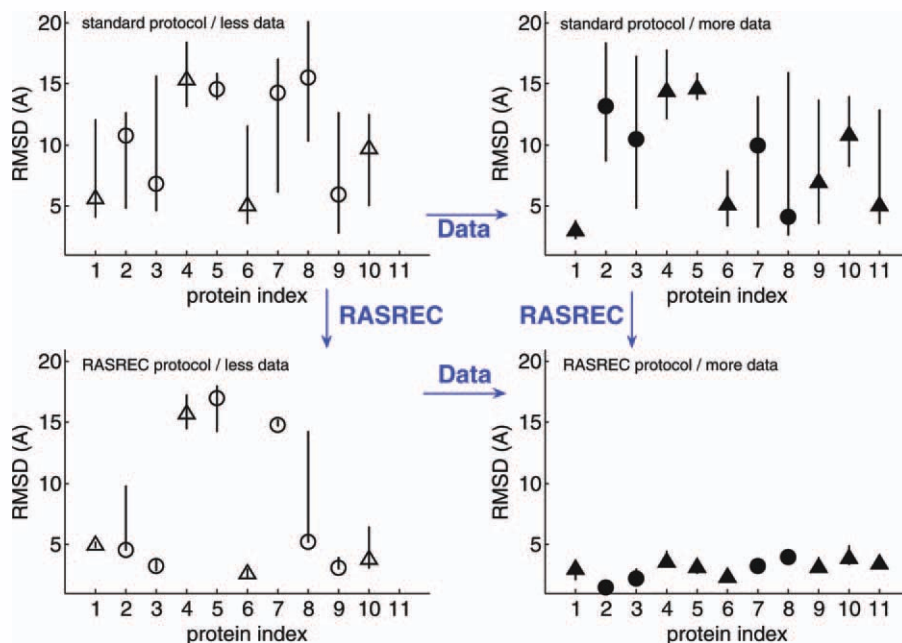 standard protocol / less data
20
15
10
5
RMSD (A)
1 2 3 4 5 6 7 8 9 10 11
protein index
standard protocol / more data
20
15
10
5
RMSD (A)
1 2 3 4 5 6 7 8 9 10 11
protein index
Data
RASREC
RASREC
RASREC protocol / less data
20
15
10
5
RMSD (A)
1 2 3 4 5 6 7 8 9 10 11
protein index
Data
RASREC protocol / more data
20
15
10
5
RMSD (A)
1 2 3 4 5 6 7 8 9 10 11
protein index